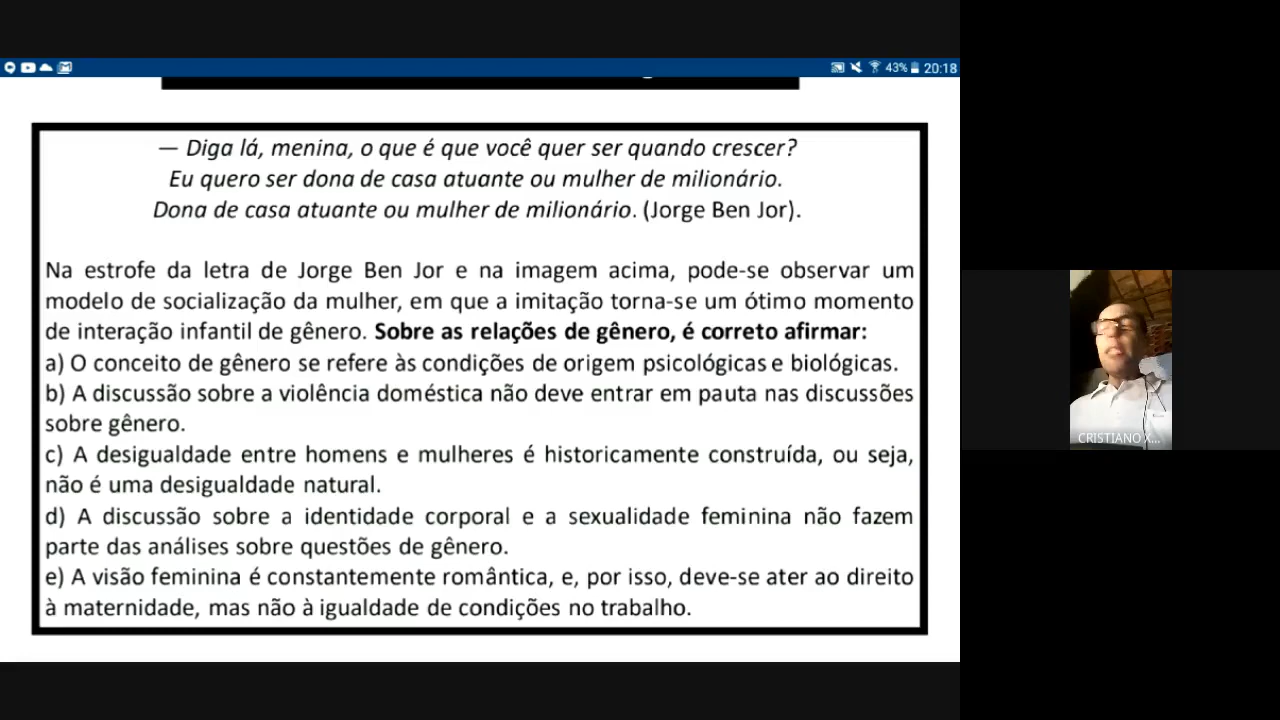 43% 20:18
— Diga lá, menina, o que é que você quer ser quando crescer?
Eu quero ser dona de casa atuante ou mulher de milionário.
Dona de casa atuante ou mulher de milionário. (Jorge Ben Jor).
Na estrofe da letra de Jorge Ben Jor e na imagem acima, pode-se observar um
modelo de socialização da mulher, em que a imitação torna-se um ótimo momento
de interação infantil de gênero. Sobre as relações de gênero, é correto afirmar:
a) O conceito de gênero se refere às condições de origem psicológicas e biológicas.
b) A discussão sobre a violência doméstica não deve entrar em pauta nas discussões
sobre gênero.
c) A desigualdade entre homens e mulheres é historicamente construída, ou seja,
não é uma desigualdade natural.
d) A discussão sobre a identidade corporal e a sexualidade feminina não fazem
parte das análises sobre questões de gênero.
e) A visão feminina é constantemente romântica, e, por isso, deve-se ater ao direito
à maternidade, mas não à igualdade de condições no trabalho.
CRISTIANO X...